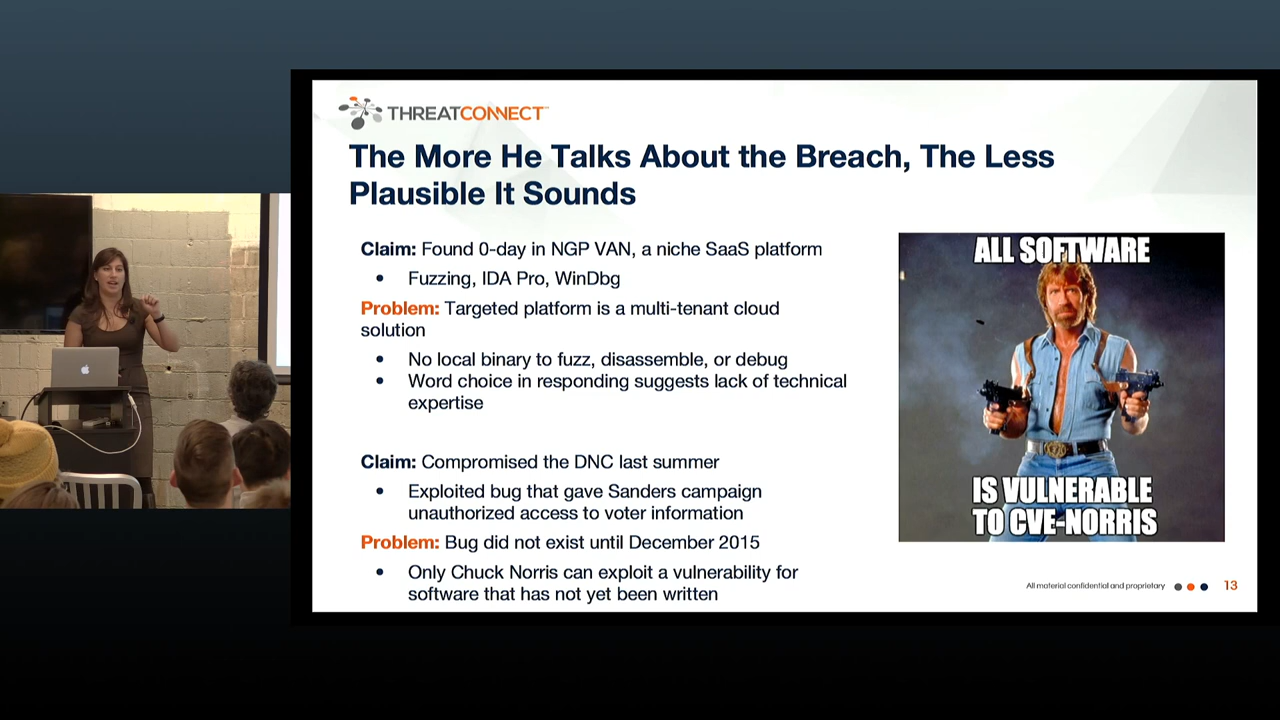 THREATCONNECT™
The More He Talks About the Breach, The Less
Plausible It Sounds
Claim: Found 0-day in NGP VAN, a niche SaaS platform
• Fuzzing, IDA Pro, WinDbg
Problem: Targeted platform is a multi-tenant cloud
solution
• No local binary to fuzz, disassemble, or debug
• Word choice in responding suggests lack of technical
expertise
Claim: Compromised the DNC last summer
• Exploited bug that gave Sanders campaign
unauthorized access to voter information
Problem: Bug did not exist until December 2015
• Only Chuck Norris can exploit a vulnerability for
software that has not yet been written
ALL SOFTWARE
IS VULNERABLE
TO CVE-NORRIS
All material confidential and proprietary
13